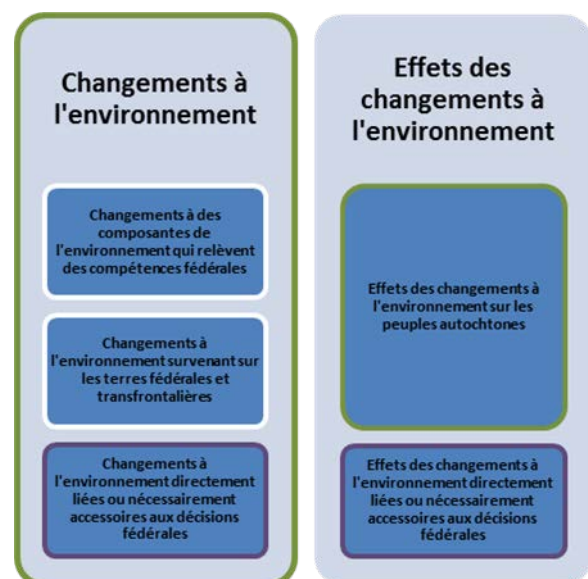 Changements à
l'environnement
Changements à des
composantes de
l'environnement qui relèvent
des compétences fédérales
Changements à
l'environnement survenant sur
les terres fédérales et
transfrontalières
Changements à
l'environnement directement
liées ou nécessairement
accessoires aux décisions
fédérales
Effets des
changements à
l'environnement
Effets des changements à
l'environnement sur les
peuples autochtones
Effets des changements à
l'environnement directement
liées ou nécessairement
accessoires aux décisions
fédérales